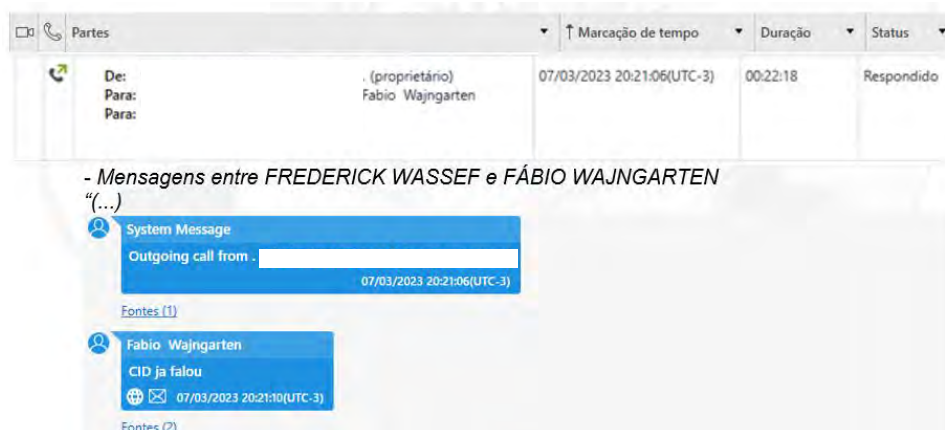 Partes ↑ Marcação de tempo Duração Status
De: . (proprietário) 07/03/2023 20:21:06(UTC-3) 00:22:18 Respondido
Para: Fabio Wajngarten
Para:
- Mensagens entre FREDERICK WASSEF e FÁBIO WAJNGARTEN
“(...)
System Message
Outgoing call from .
07/03/2023 20:21:06(UTC-3)
Fontes (1)
Fabio Wajngarten
CID ja falou
07/03/2023 20:21:10(UTC-3)
Fontes (2)